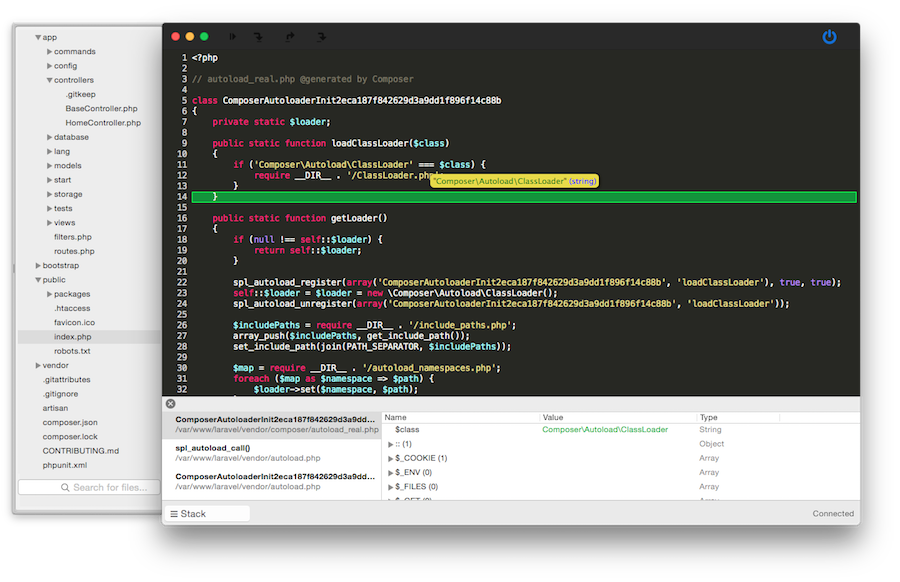 app
commands
config
controllers
.gitkeep
BaseController.php
HomeController.php
database
lang
models
start
storage
tests
views
filters.php
routes.php
bootstrap
public
packages
.htaccess
favicon.ico
index.php
robots.txt
vendor
.gitattributes
.gitignore
artisan
composer.json
composer.lock
CONTRIBUTING.md
phpunit.xml
Search for files...
1 <?php
2
3 // autoload_real.php @generated by Composer
4
5 class ComposerAutoloaderInit2eca187f842629d3a9dd1f896f14c88b
6 {
7 private static $loader;
8
9 public static function loadClassLoader($class)
10 {
11 if ('Composer\Autoload\ClassLoader' === $class) {
12 require __DIR__ . '/ClassLoader.php
"Composer\Autoload\ClassLoader" (string)
13 }
14 }
15
16 public static function getLoader()
17 {
18 if (null !== self::$loader) {
19 return self::$loader;
20 }
21
22 spl_autoload_register(array('ComposerAutoloaderInit2eca187f842629d3a9dd1f896f14c88b', 'loadClassLoader'), true, true);
23 self::$loader = $loader = new \Composer\Autoload\ClassLoader();
24 spl_autoload_unregister(array('ComposerAutoloaderInit2eca187f842629d3a9dd1f896f14c88b', 'loadClassLoader'));
25
26 $includePaths = require __DIR__ . '/include_paths.php';
27 array_push($includePaths, get_include_path());
28 set_include_path(join(PATH_SEPARATOR, $includePaths));
29
30 $map = require __DIR__ . '/autoload_namespaces.php';
31 foreach ($map as $namespace => $path) {
32 $loader->set($namespace, $path);
ComposerAutoloaderInit2eca187f842629d3a9dd...
/var/www/laravel/vendor/composer/autoload_real.php
spl_autoload_call()
/var/www/laravel/vendor/autoload.php
ComposerAutoloaderInit2eca187f842629d3a9dd...
/var/www/laravel/vendor/autoload.php
Name Value Type
$class Composer\Autoload\ClassLoader String
:: (1) Object
$_COOKIE (1) Array
$_ENV (0) Array
$_FILES (0) Array
$_GET (0) Array
Stack
Connected